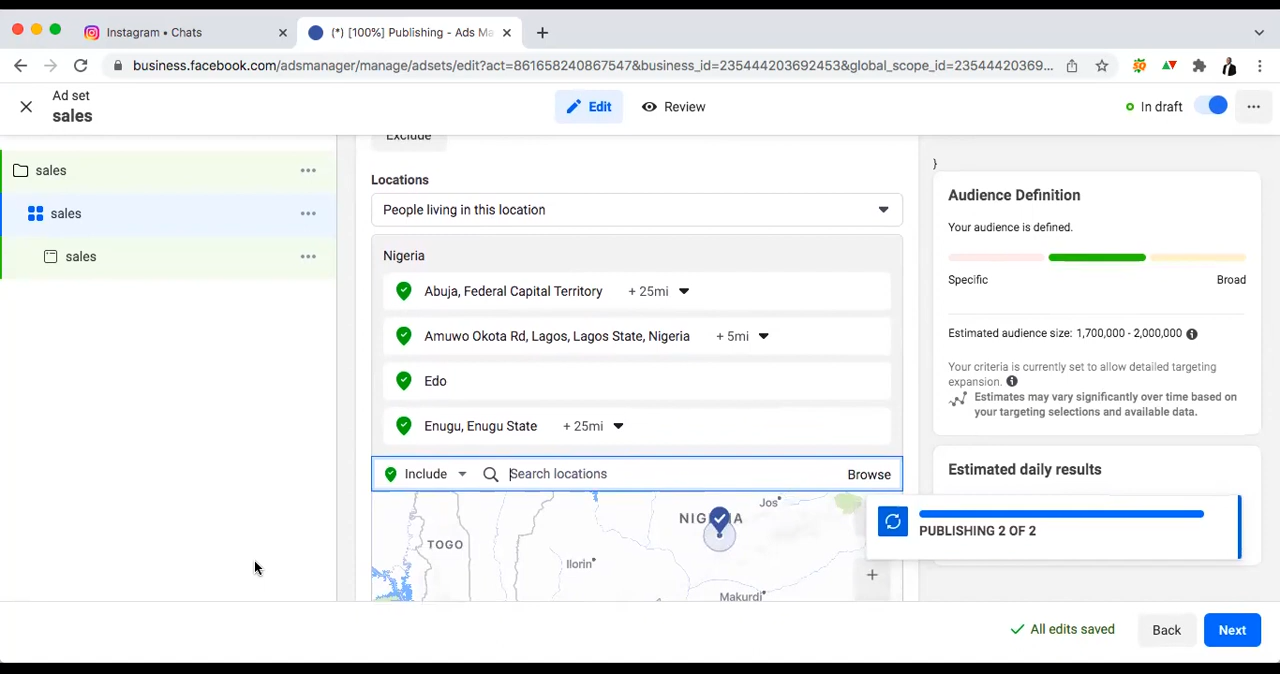 Instagram • Chats
(*) [100%] Publishing - Ads Ma
business.facebook.com/adsmanager/manage/adsets/edit?act=861658240867547&business_id=235444203692453&global_scope_id=23544420369...
Ad set
sales
Edit
Review
In draft
sales
sales
sales
Exclude
Locations
People living in this location
Nigeria
Abuja, Federal Capital Territory + 25mi
Amuwo Okota Rd, Lagos, Lagos State, Nigeria + 5mi
Edo
Enugu, Enugu State + 25mi
Include Search locations Browse
TOGO
NIG IA
Jos
Ilorin
Makurdi
}
Audience Definition
Your audience is defined.
Specific Broad
Estimated audience size: 1,700,000 - 2,000,000
Your criteria is currently set to allow detailed targeting
expansion.
Estimates may vary significantly over time based on
your targeting selections and available data.
Estimated daily results
PUBLISHING 2 OF 2
All edits saved
Back
Next